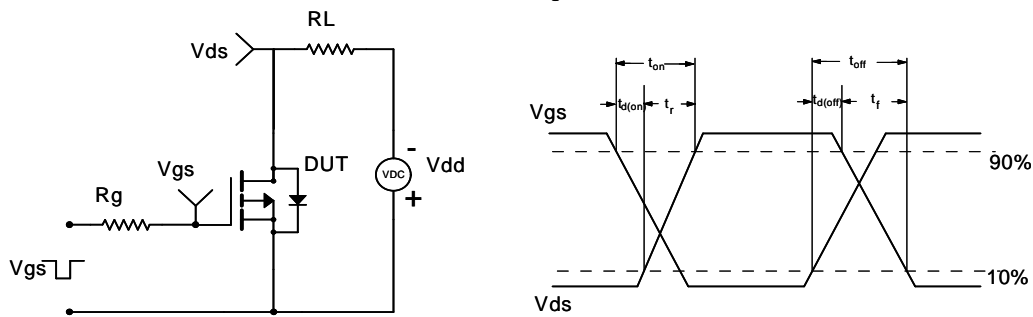 RL
Vds
Vgs
DUT
-
Vdd
VDC
+
Rg
Vgs
ton
toff
td(on)
tr
td(off)
tf
Vgs
90%
10%
Vds